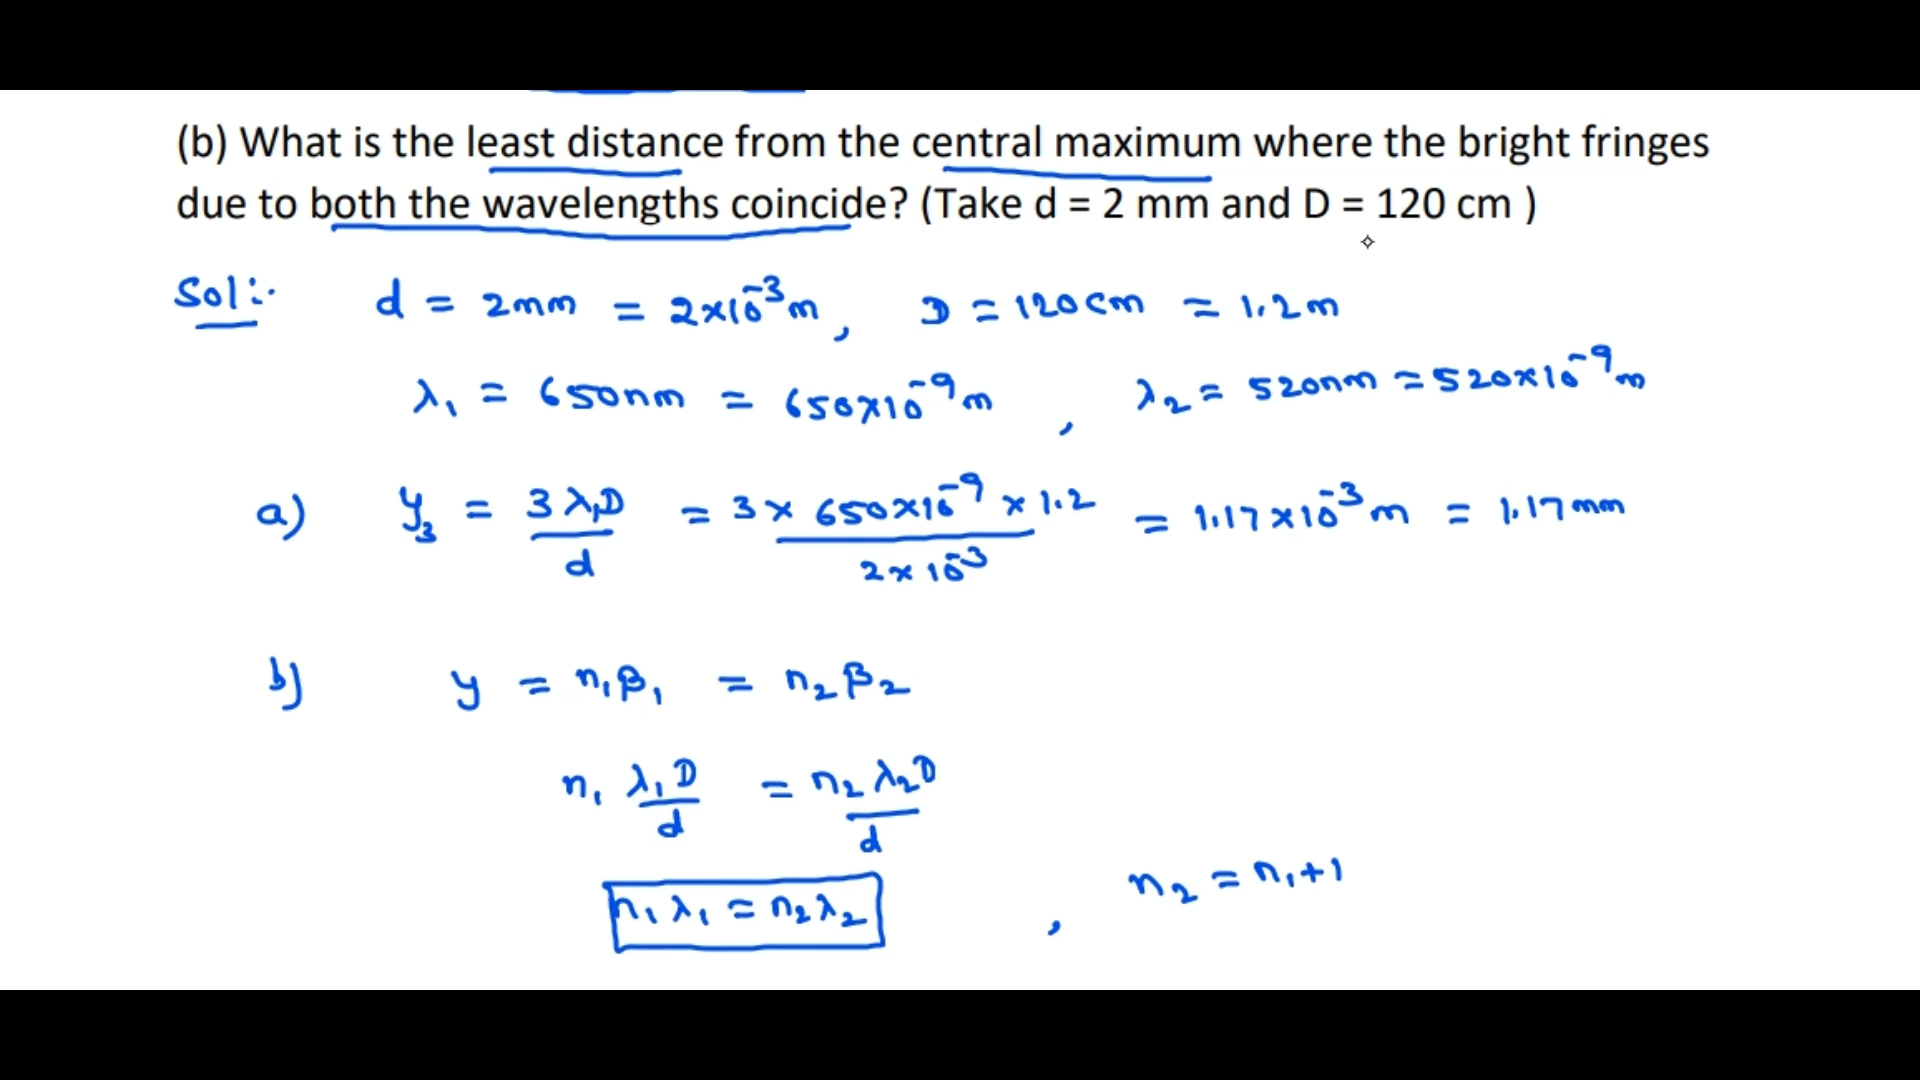 (b) What is the least distance from the central maximum where the bright fringes
due to both the wavelengths coincide? (Take d = 2 mm and D = 120 cm )
Sol:- d = 2mm = 2×10⁻³m , D = 120cm = 1.2m
λ₁ = 650nm = 650×10⁻⁹m , λ₂ = 520nm = 520×10⁻⁹m
a) y₃ = 3λ₁D/d = 3 × 650×10⁻⁹ × 1.2 / 2×10⁻³ = 1.17×10⁻³m = 1.17mm
b) y = n₁β₁ = n₂β₂
n₁ λ₁D/d = n₂ λ₂D/d
n₁λ₁ = n₂λ₂ , n₂ = n₁+1